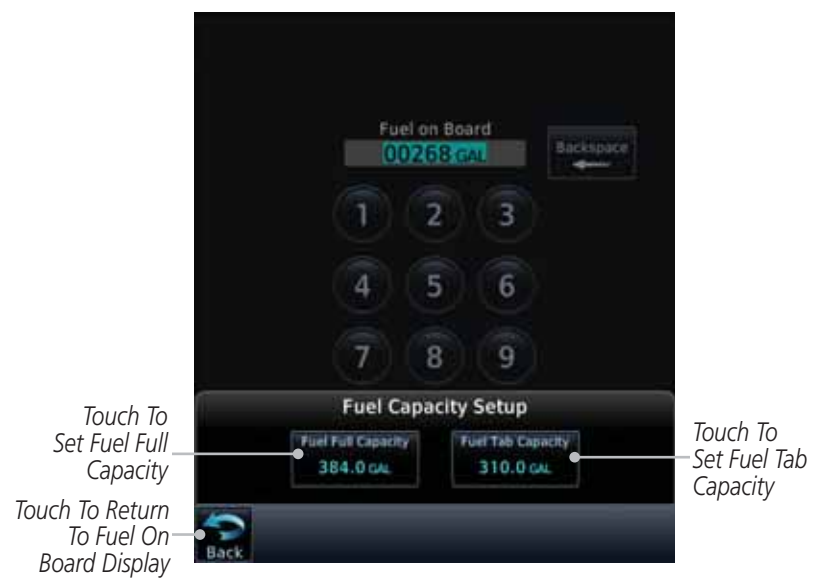 Fuel on Board
00268 GAL
Backspace
1 2 3
4 5 6
7 8 9
Fuel Capacity Setup
Fuel Full Capacity
384.0 GAL
Fuel Tab Capacity
310.0 GAL
Back
Touch To
Set Fuel Full
Capacity
Touch To Return
To Fuel On
Board Display
Touch To
Set Fuel Tab
Capacity